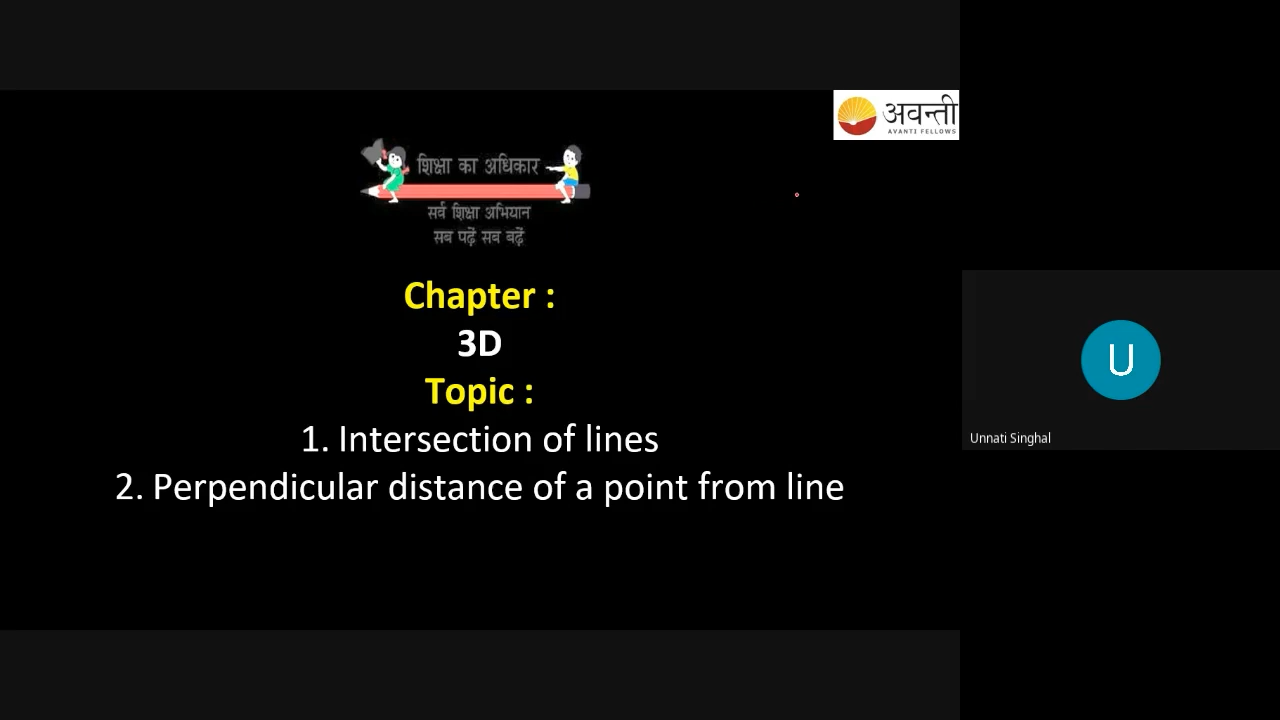 अवन्ती
AVANTI FELLOWS
शिक्षा का अधिकार
सर्व शिक्षा अभियान
सब पढ़ें सब बढ़ें
Chapter :
3D
Topic :
1. Intersection of lines
2. Perpendicular distance of a point from line
U
Unnati Singhal